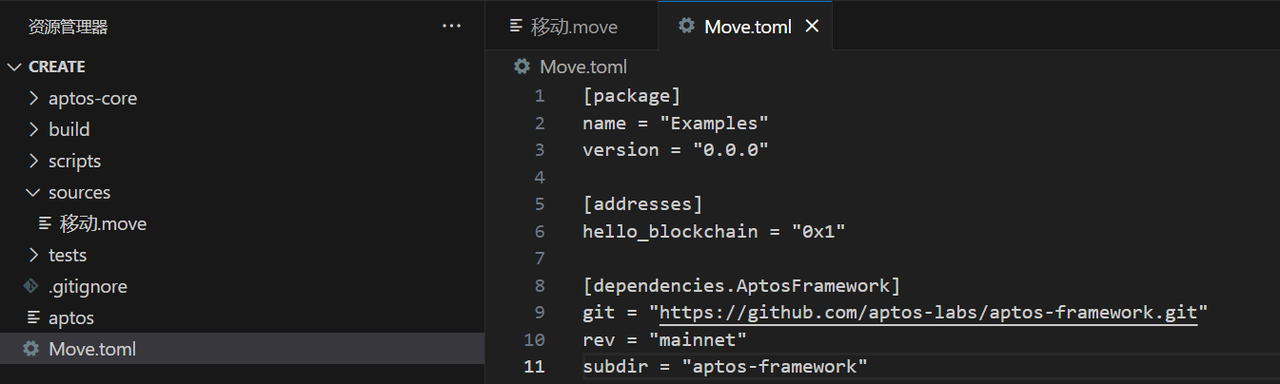 资源管理器
CREATE
aptos-core
build
scripts
sources
移动.move
tests
.gitignore
aptos
Move.toml
移动.move
Move.toml
Move.toml
1 [package]
2 name = "Examples"
3 version = "0.0.0"
4
5 [addresses]
6 hello_blockchain = "0x1"
7
8 [dependencies.AptosFramework]
9 git = "https://github.com/aptos-labs/aptos-framework.git"
10 rev = "mainnet"
11 subdir = "aptos-framework"